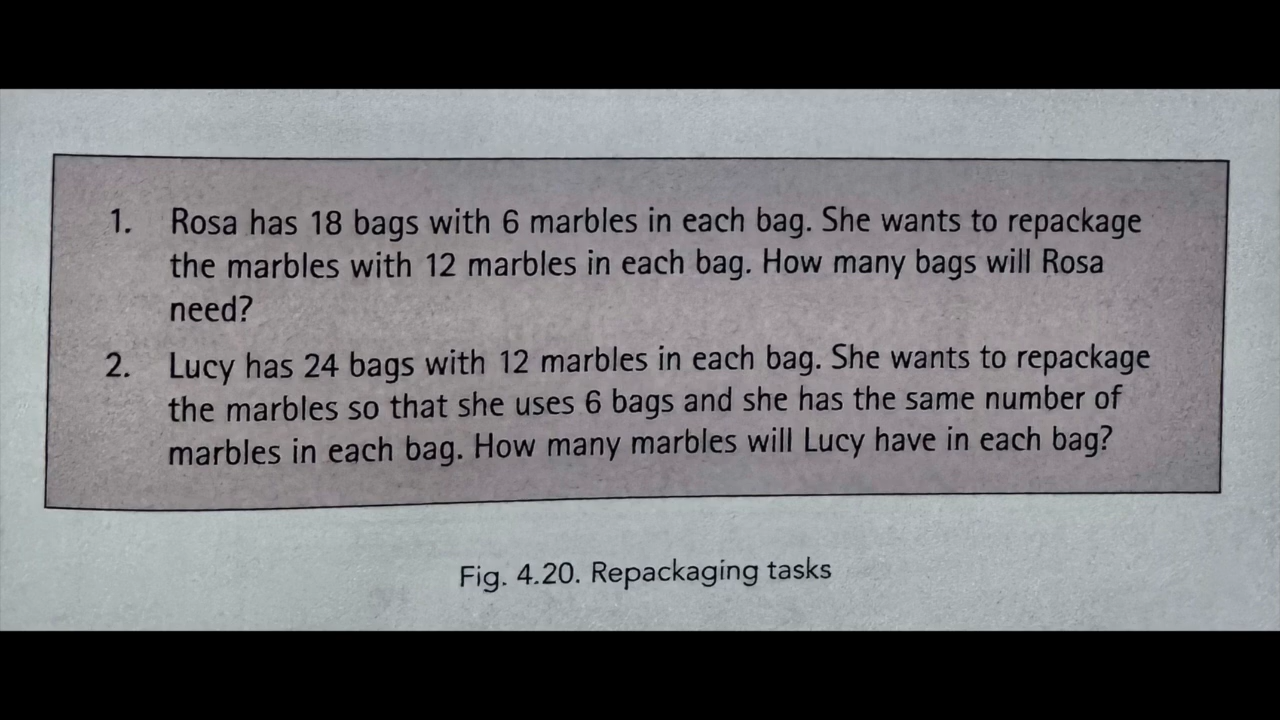 1. Rosa has 18 bags with 6 marbles in each bag. She wants to repackage
the marbles with 12 marbles in each bag. How many bags will Rosa
need?
2. Lucy has 24 bags with 12 marbles in each bag. She wants to repackage
the marbles so that she uses 6 bags and she has the same number of
marbles in each bag. How many marbles will Lucy have in each bag?
Fig. 4.20. Repackaging tasks